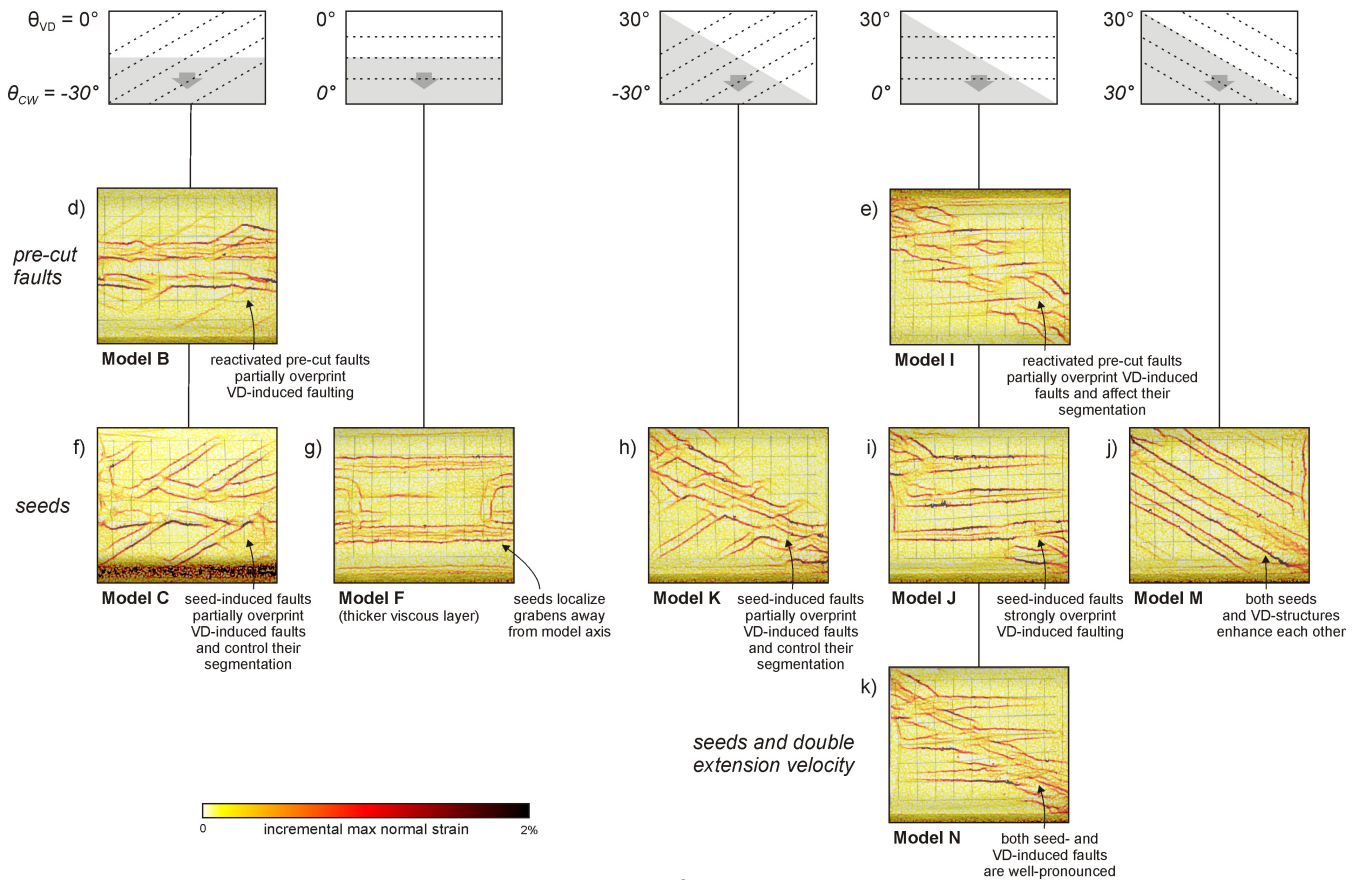 θVD = 0°
θCW = -30°
0°
0°
30°
-30°
30°
0°
30°
30°
d)
pre-cut
faults
Model B
reactivated pre-cut faults
partially overprint
VD-induced faulting
e)
Model I
reactivated pre-cut faults
partially overprint VD-induced
faults and affect their
segmentation
f)
seeds
Model C
seed-induced faults
partially overprint
VD-induced faults
and control their
segmentation
g)
Model F
(thicker viscous layer)
seeds localize
grabens away
from model axis
h)
Model K
seed-induced faults
partially overprint
VD-induced faults
and control their
segmentation
i)
Model J
seed-induced faults
strongly overprint
VD-induced faulting
j)
Model M
both seeds
and VD-structures
enhance each other
k)
seeds and double
extension velocity
Model N
both seed- and
VD-induced faults
are well-pronounced
0
incremental max normal strain
2%